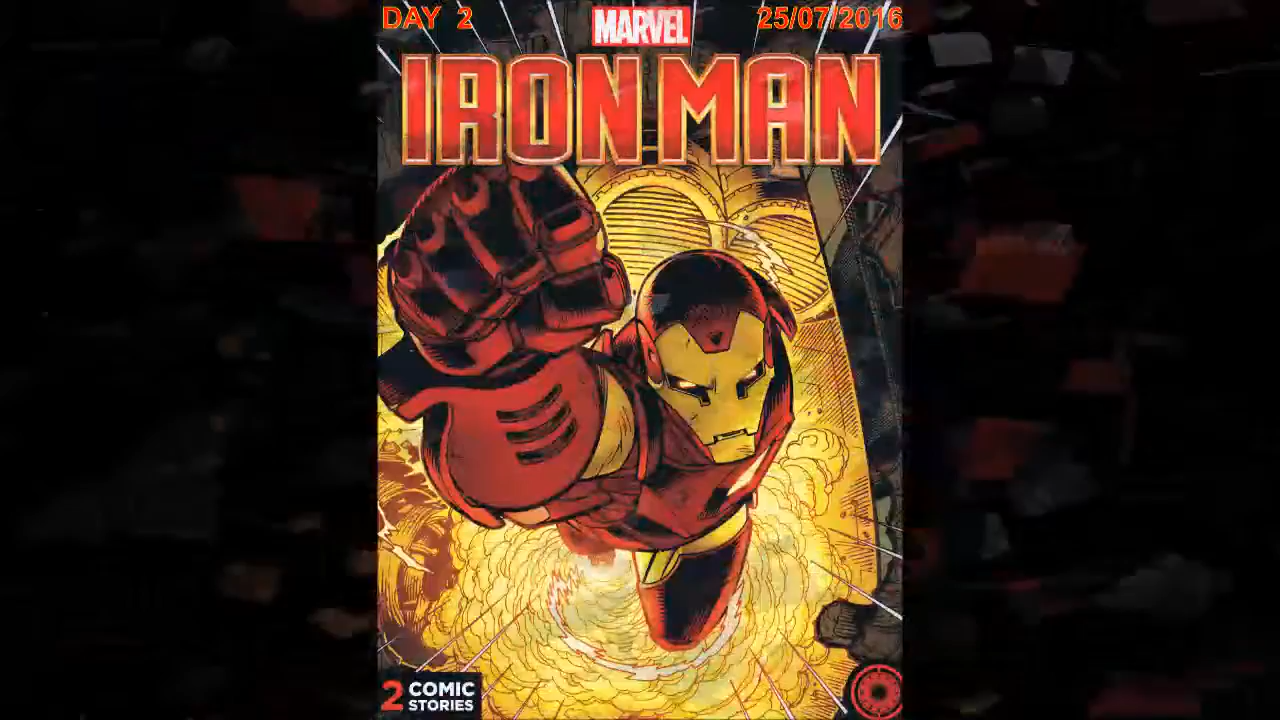 DAY 2
25/07/2016
MARVEL
IRON MAN
2 COMIC
STORIES